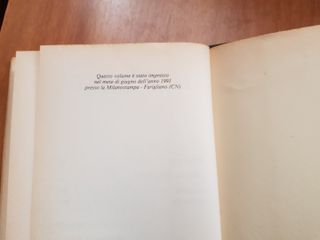 Questo volume è stato impresso
nel mese di giugno dell'anno 1991
presso la Milanostampa - Farigliano (CN)